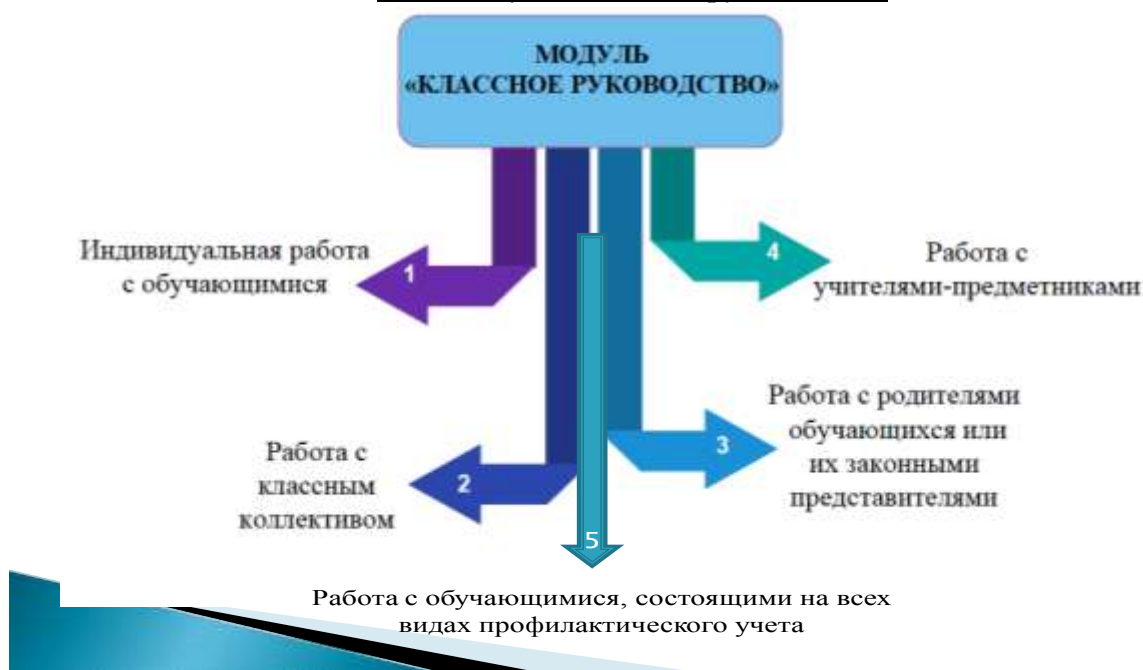 МОДУЛЬ
«КЛАССНОЕ РУКОВОДСТВО»
Индивидуальная работа
с обучающимися
1
4
Работа с
учителями-предметниками
Работа с
классным
коллективом
2
3
Работа с родителями
обучающихся или
их законными
представителями
5
Работа с обучающимися, состоящими на всех
видах профилактического учета